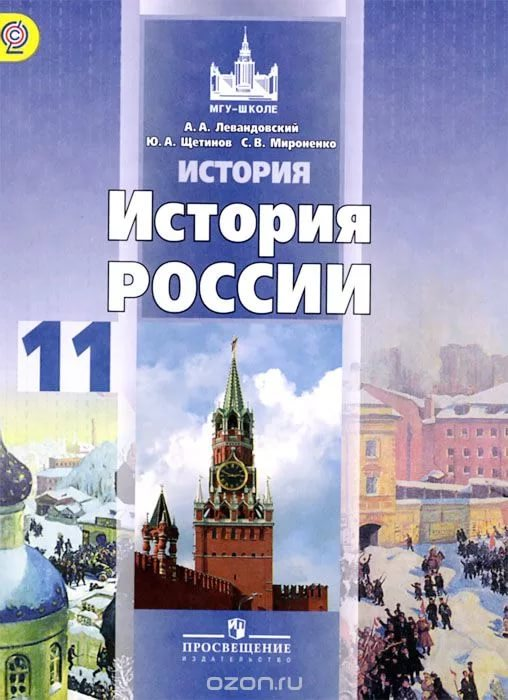 МГУ-ШКОЛЕ
А. А. Левандовский
Ю. А. Щетинов С. В. Мироненко
ИСТОРИЯ
История
РОССИИ
11
ПРОСВЕЩЕНИЕ
ИЗДАТЕЛЬСТВО
ozon.ru